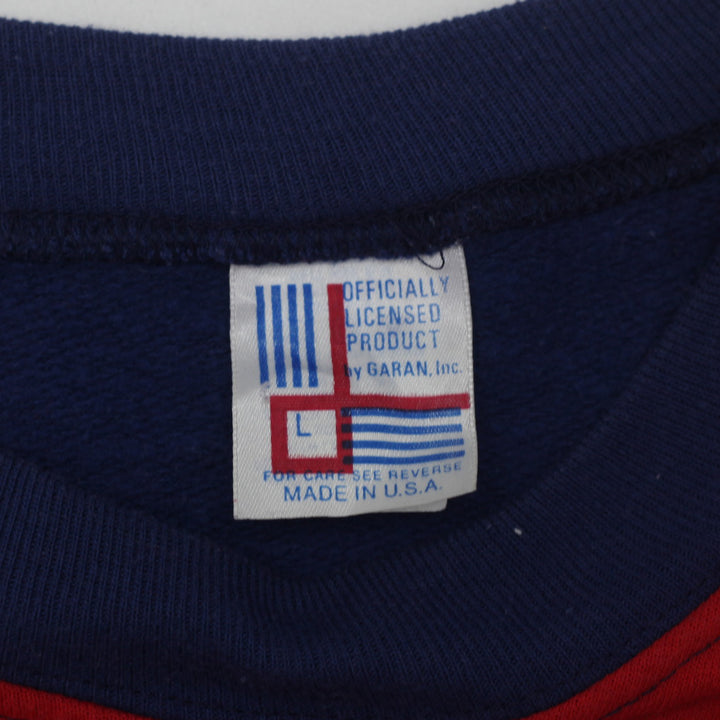 OFFICIALLY
LICENSED
PRODUCT
by GARAN, Inc.
L
FOR CARE SEE REVERSE
MADE IN U.S.A.